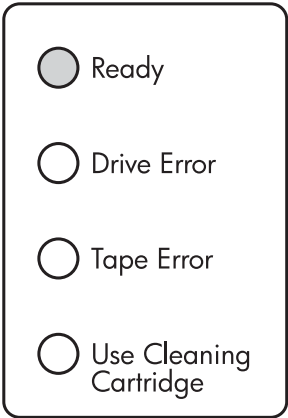 Ready
Drive Error
Tape Error
Use Cleaning
Cartridge